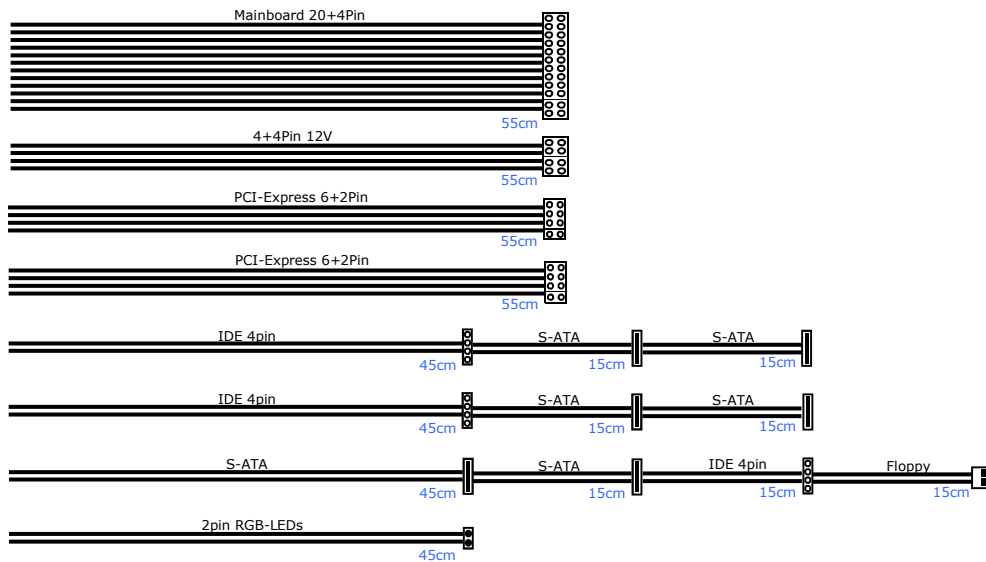 Mainboard 20+4Pin
55cm
4+4Pin 12V
55cm
PCI-Express 6+2Pin
55cm
PCI-Express 6+2Pin
55cm
IDE 4pin S-ATA S-ATA
45cm 15cm 15cm
IDE 4pin S-ATA S-ATA
45cm 15cm 15cm
S-ATA S-ATA IDE 4pin Floppy
45cm 15cm 15cm 15cm
2pin RGB-LEDs
45cm